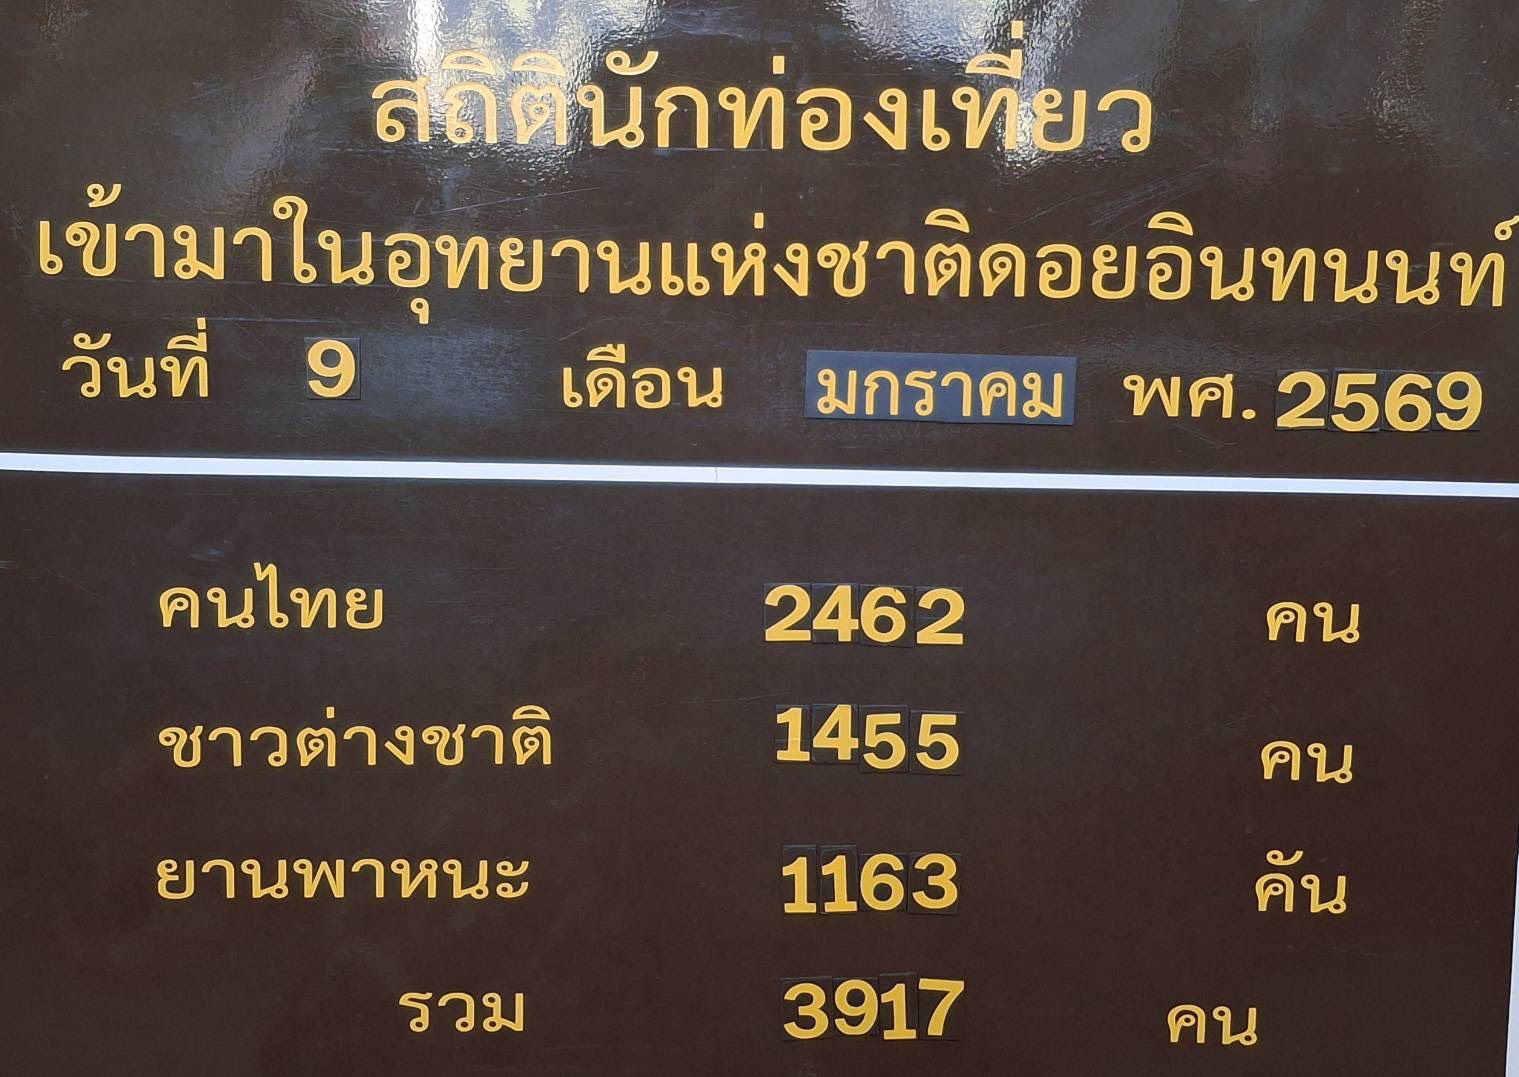 สถิตินักท่องเที่ยว
เข้ามาในอุทยานแห่งชาติดอยอินทนนท์
วันที่ 9 เดือน มกราคม พศ. 2569
คนไทย 2462 คน
ชาวต่างชาติ 1455 คน
ยานพาหนะ 1163 คัน
รวม 3917 คน